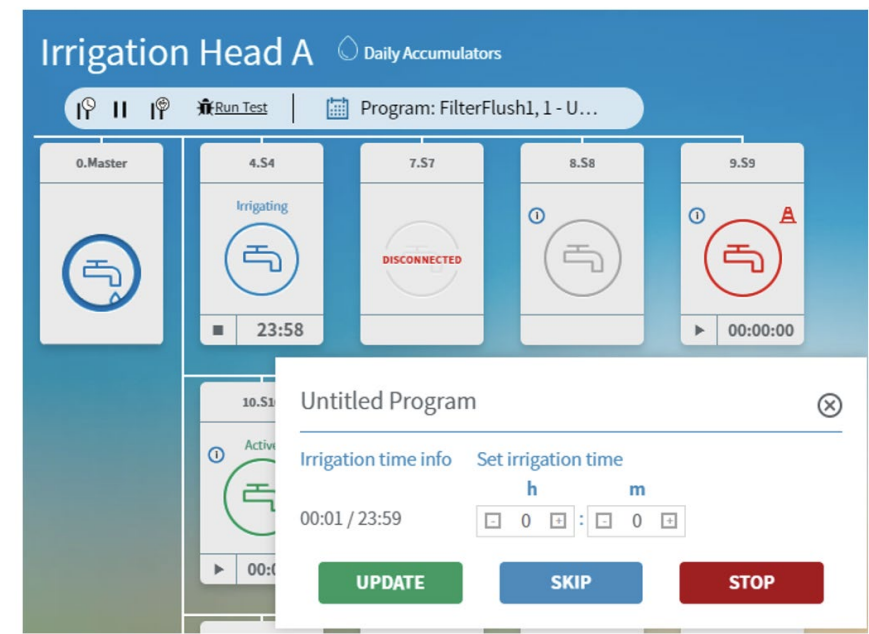 Irrigation Head A
Daily Accumulators
Run Test
Program: FilterFlush1, 1 - U...
0.Master
4.S4
7.S7
8.S8
9.S9
Irrigating
DISCONNECTED
23:58
00:00:00
10.S1
Active
00:0
Untitled Program
Irrigation time info
Set irrigation time
h
m
00:01 / 23:59
- 0 + : - 0 +
UPDATE
SKIP
STOP